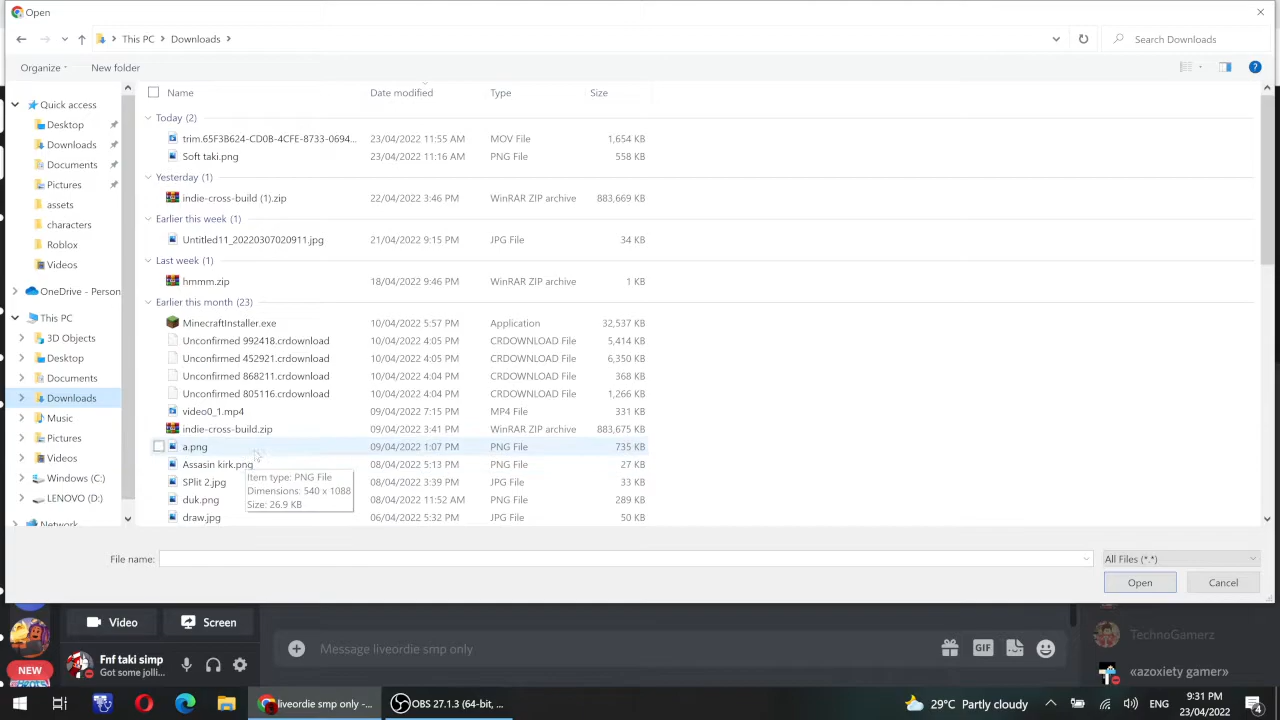 Open
This PC
Downloads
Search Downloads
Organize
New folder
Name
Date modified
Type
Size
Quick access
Desktop
Downloads
Documents
Pictures
assets
characters
Roblox
Videos
OneDrive - Person
This PC
3D Objects
Desktop
Documents
Downloads
Music
Pictures
Videos
Windows (C:)
LENOVO (D:)
Network
Today (2)
trim.65F3B624-CD0B-4CFE-8733-0694... 23/04/2022 11:55 AM MOV File 1,654 KB
Soft taki.png 23/04/2022 11:16 AM PNG File 558 KB
Yesterday (1)
indie-cross-build (1).zip 22/04/2022 3:46 PM WinRAR ZIP archive 883,669 KB
Earlier this week (1)
Untitled11_20220307020911.jpg 21/04/2022 9:15 PM JPG File 34 KB
Last week (1)
hmmm.zip 18/04/2022 9:46 PM WinRAR ZIP archive 1 KB
Earlier this month (23)
MinecraftInstaller.exe 10/04/2022 5:57 PM Application 32,537 KB
Unconfirmed 992418.crdownload 10/04/2022 4:05 PM CRDOWNLOAD File 5,414 KB
Unconfirmed 452921.crdownload 10/04/2022 4:05 PM CRDOWNLOAD File 6,350 KB
Unconfirmed 868211.crdownload 10/04/2022 4:04 PM CRDOWNLOAD File 368 KB
Unconfirmed 805116.crdownload 10/04/2022 4:04 PM CRDOWNLOAD File 1,266 KB
video0_1.mp4 09/04/2022 7:15 PM MP4 File 331 KB
indie-cross-build.zip 09/04/2022 3:41 PM WinRAR ZIP archive 883,675 KB
a.png 09/04/2022 1:07 PM PNG File 735 KB
Assasin kirk.png 08/04/2022 5:13 PM PNG File 27 KB
SPlit 2.jpg 08/04/2022 3:39 PM JPG File 33 KB
duk.png 08/04/2022 11:52 AM PNG File 289 KB
draw.jpg 06/04/2022 5:32 PM JPG File 50 KB
Item type: PNG File
Dimensions: 540 x 1088
Size: 26.9 KB
File name:
All Files (*.*)
Open
Cancel
Video
Screen
NEW
Fnf taki simp
Got some jolli...
Message liveordie smp only
GIF
TechnoGamerz
«azoxiety gamer»
liveordie smp only -...
OBS 27.1.3 (64-bit, ...
29°C Partly cloudy
ENG
9:31 PM
23/04/2022
4